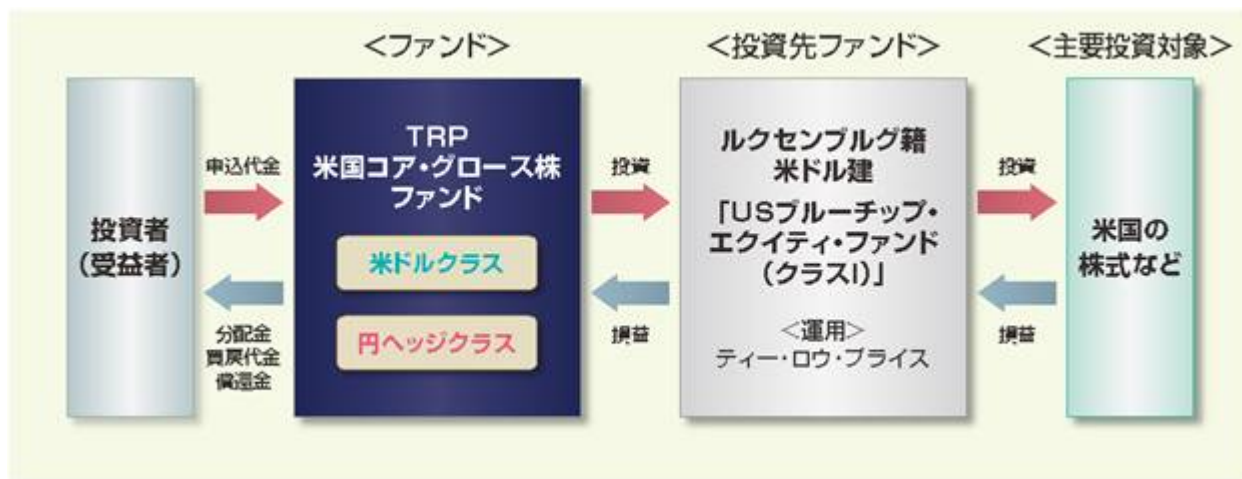 <ファンド>
<投資先ファンド>
<主要投資対象>
投資者
(受益者)
申込代金
分配金
買戻代金
償還金
TRP
米国コア・グロース株
ファンド
米ドルクラス
円ヘッジクラス
投資
損益
ルクセンブルグ籍
米ドル建
「USブルーチップ・
エクイティ・ファンド
(クラスI)」
<運用>
ティー・ロウ・プライス
投資
損益
米国の
株式など